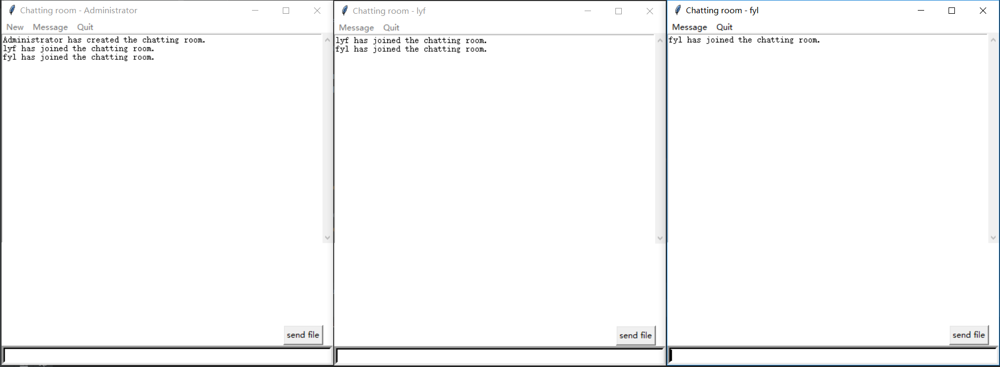 Chatting room - Administrator
New Message Quit
Administrator has created the chatting room.
lyf has joined the chatting room.
fyl has joined the chatting room.
send file
Chatting room - lyf
Message Quit
lyf has joined the chatting room.
fyl has joined the chatting room.
send file
Chatting room - fyl
Message Quit
fyl has joined the chatting room.
send file